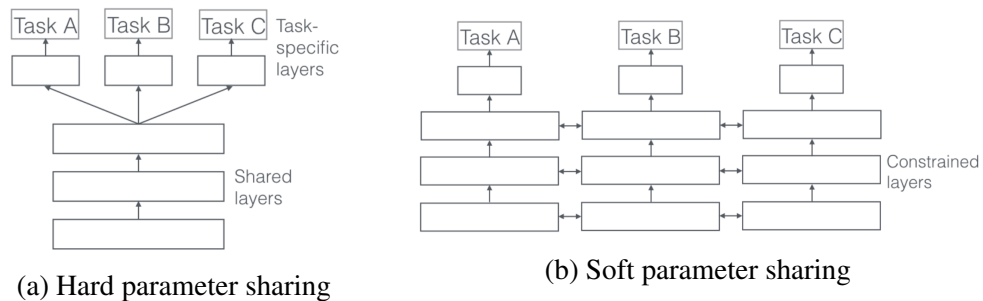 Task A
Task B
Task C
Task-
specific
layers
Shared
layers
(a) Hard parameter sharing
Task A
Task B
Task C
Constrained
layers
(b) Soft parameter sharing